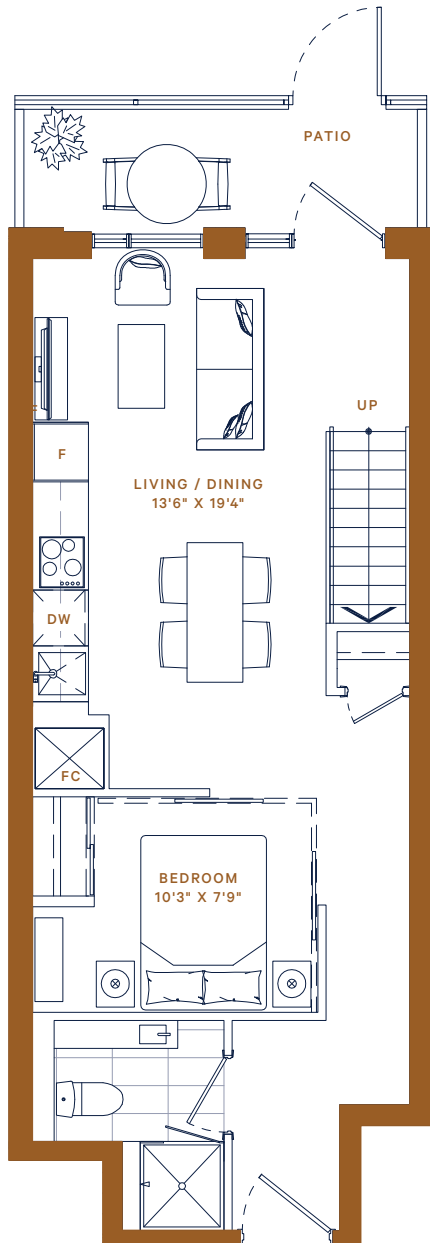 PATIO
UP
F
LIVING / DINING
13'6" X 19'4"
DW
FC
BEDROOM
10'3" X 7'9"